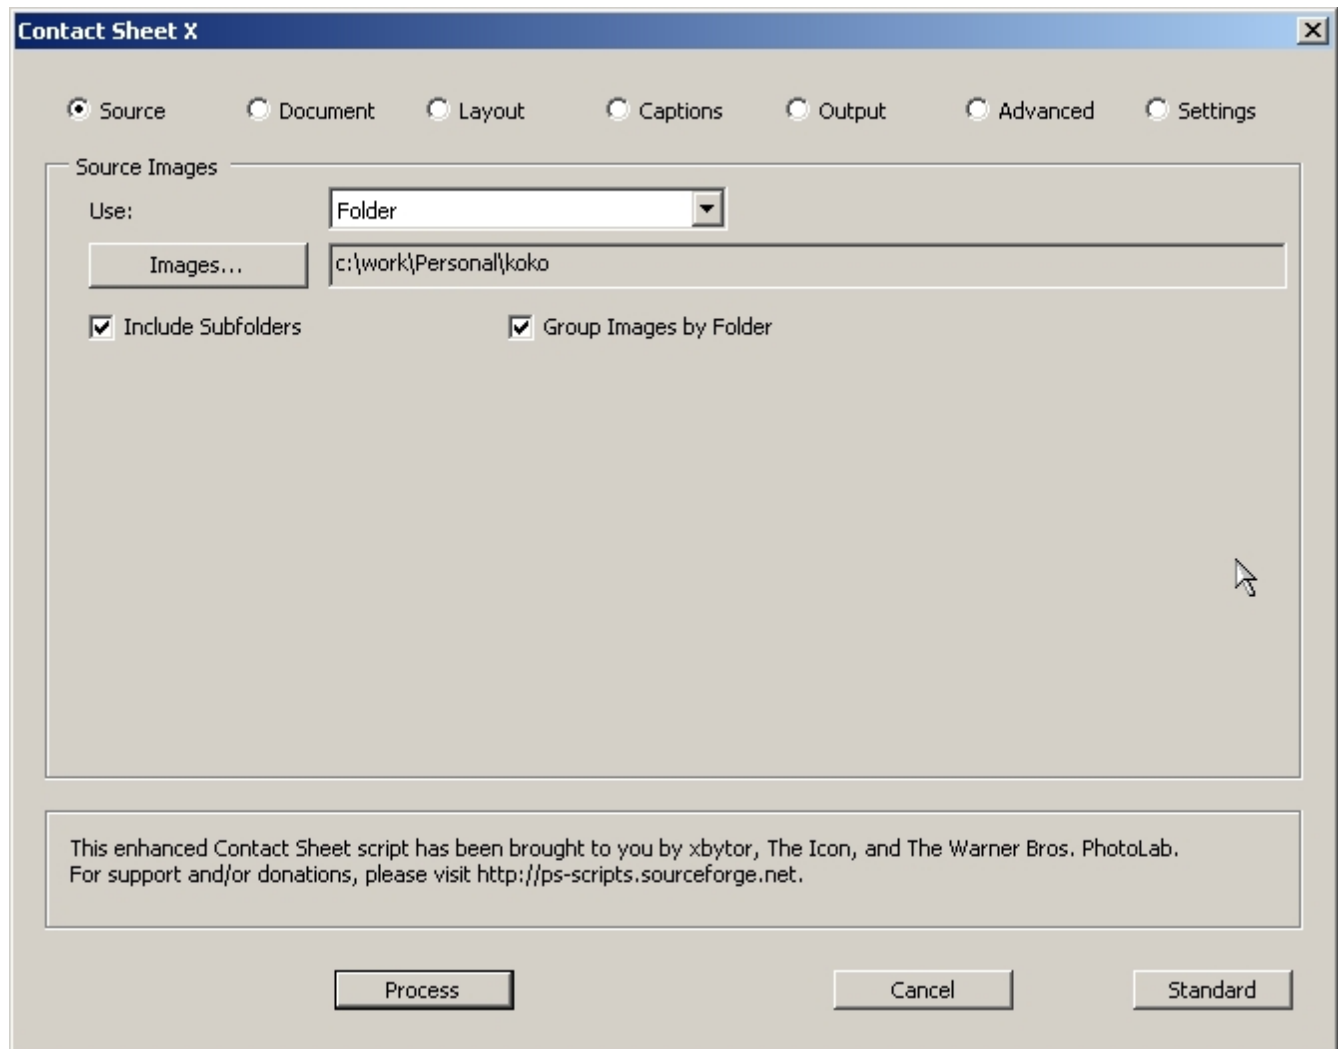 Contact Sheet X
Source Document Layout Captions Output Advanced Settings
Source Images
Use: Folder
Images... c:\work\Personal\koko
Include Subfolders Group Images by Folder
This enhanced Contact Sheet script has been brought to you by xbytor, The Icon, and The Warner Bros. PhotoLab.
For support and/or donations, please visit http://ps-scripts.sourceforge.net.
Process Cancel Standard